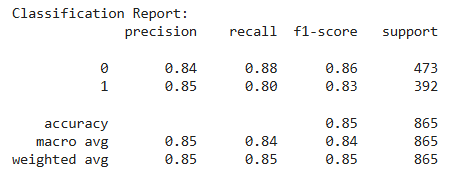 Classification Report:
precision recall f1-score support
0 0.84 0.88 0.86 473
1 0.85 0.80 0.83 392
accuracy 0.85 865
macro avg 0.85 0.84 0.84 865
weighted avg 0.85 0.85 0.85 865